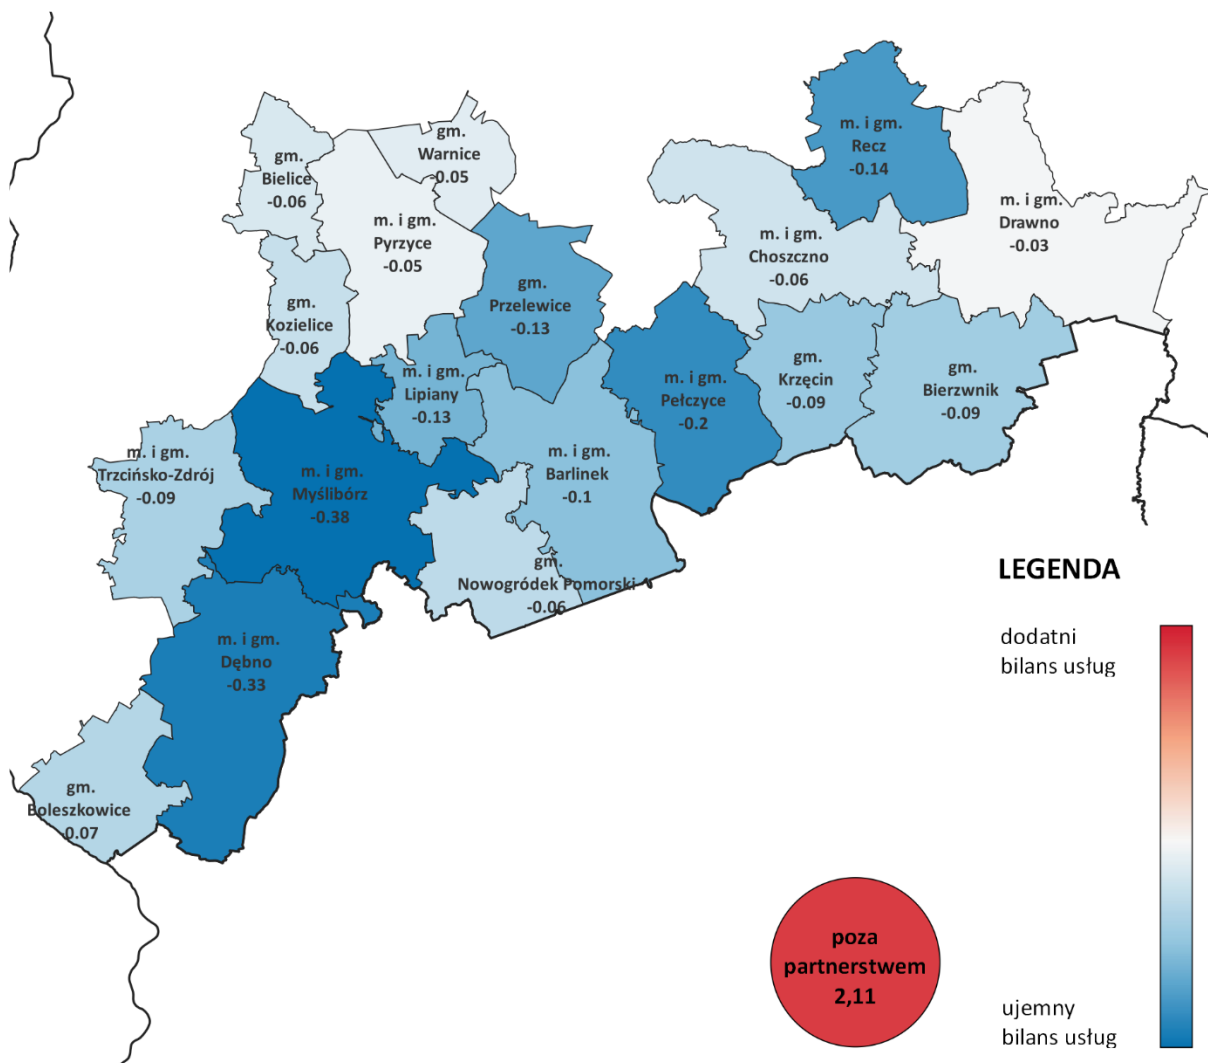 m. i gm.
Recz
-0.14
gm.
Warnice
-0.05
gm.
Bielice
-0.06
m. i gm.
Drawno
-0.03
m. i gm.
Pyrzyce
-0.05
m. i gm.
Choszczno
-0.06
gm.
Przelewice
-0.13
gm.
Kozielice
-0.06
gm.
Krzęcin
-0.09
gm.
Bierzwnik
-0.09
m. i gm.
Lipiany
-0.13
m. i gm.
Pełczyce
-0.2
m. i gm.
Trzcińsko-Zdrój
-0.09
m. i gm.
Myślibórz
-0.38
m. i gm.
Barlinek
-0.1
gm.
Nowogródek Pomorski
-0.06
m. i gm.
Dębno
-0.33
gm.
Boleszkowice
0.07
LEGENDA
dodatni
bilans usług
ujemny
bilans usług
poza
partnerstwem
2,11